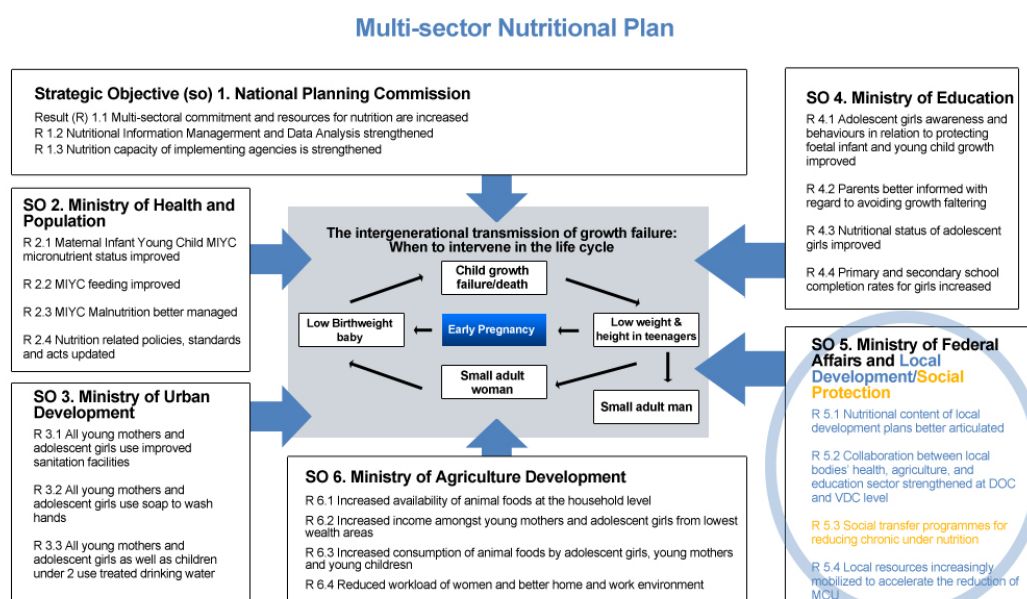 Multi-sector Nutritional Plan
Strategic Objective (so) 1. National Planning Commission
Result (R) 1.1 Multi-sectoral commitment and resources for nutrition are increased
R 1.2 Nutritional Information Management and Data Analysis strengthened
R 1.3 Nutrition capacity of implementing agencies is strengthened
SO 2. Ministry of Health and
Population
R 2.1 Maternal Infant Young Child MIYC
micronutrient status improved
R 2.2 MIYC feeding improved
R 2.3 MIYC Malnutrition better managed
R 2.4 Nutrition related policies, standards
and acts updated
SO 3. Ministry of Urban
Development
R 3.1 All young mothers and
adolescent girls use improved
sanitation facilities
R 3.2 All young mothers and
adolescent girls use soap to wash
hands
R 3.3 All young mothers and
adolescent girls as well as children
under 2 use treated drinking water
The intergenerational transmission of growth failure:
When to intervene in the life cycle
Child growth
failure/death
Low Birthweight
baby
Early Pregnancy
Low weight &
height in teenagers
Small adult
woman
Small adult man
SO 6. Ministry of Agriculture Development
R 6.1 Increased availability of animal foods at the household level
R 6.2 Increased income amongst young mothers and adolescent girls from lowest
wealth areas
R 6.3 Increased consumption of animal foods by adolescent girls, young mothers
and young childresn
R 6.4 Reduced workload of women and better home and work environment
SO 4. Ministry of Education
R 4.1 Adolescent girls awareness and
behaviours in relation to protecting
foetal infant and young child growth
improved
R 4.2 Parents better informed with
regard to avoiding growth faltering
R 4.3 Nutritional status of adolescent
girls improved
R 4.4 Primary and secondary school
completion rates for girls increased
SO 5. Ministry of Federal
Affairs and Local
Development/Social
Protection
R 5.1 Nutritional content of local
development plans better articulated
R 5.2 Collaboration between local
bodies' health, agriculture, and
education sector strengthened at DOC
and VDC level
R 5.3 Social transfer programmes for
reducing chronic under nutrition
R 5.4 Local resources increasingly
mobilized to accelerate the reduction of
MCU